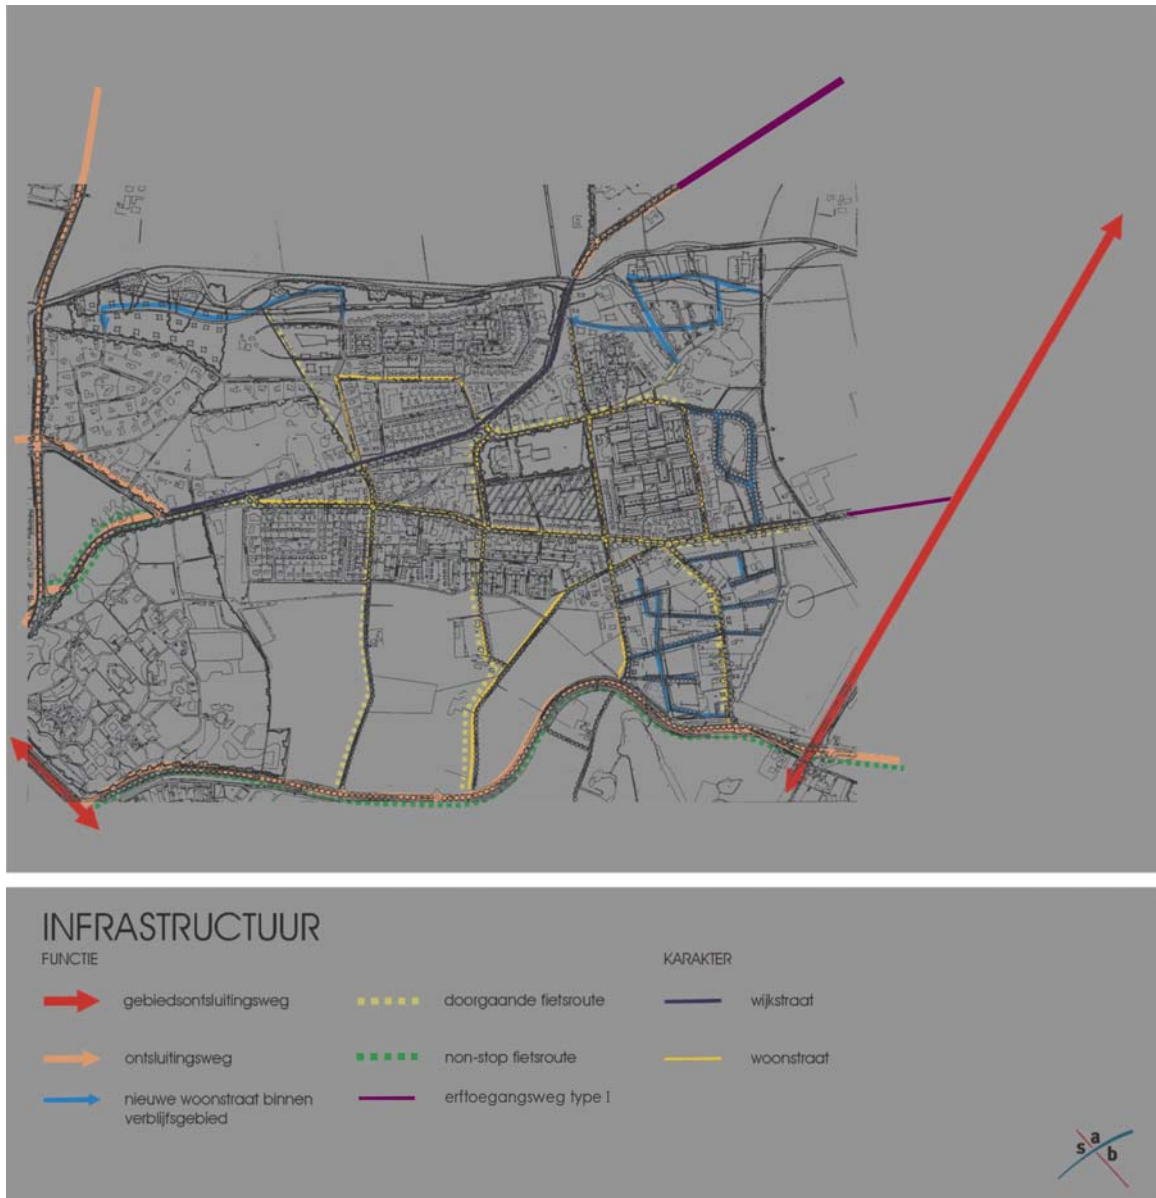 INFRASTRUCTUUR
FUNCTIE
KARAKTER
gebiedsontsluitingsweg
doorgaande fietsroute
wijkstraat
ontsluitingsweg
non-stop fietsroute
woonstraat
nieuwe woonstraat binnen
verblijfsgebied
erftoegangsweg type I
s a b